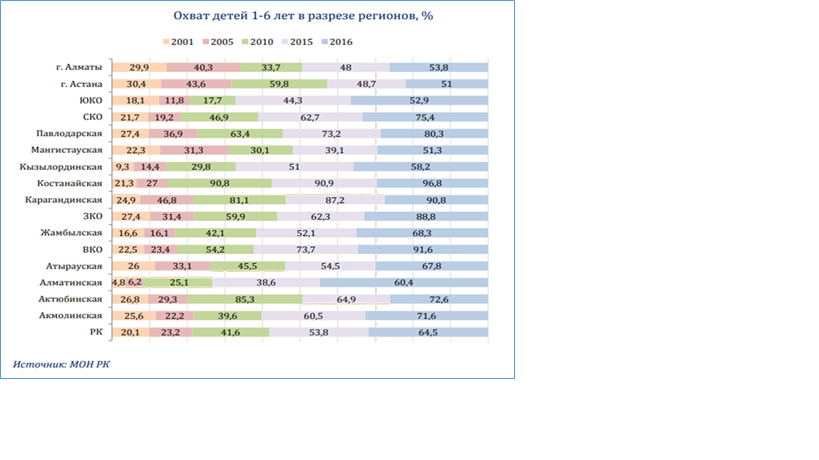 Охват детей 1-6 лет в разрезе регионов, %
2001 2005 2010 2015 2016
г. Алматы 29,9 40,3 33,7 48 53,8
г. Астана 30,4 43,6 59,8 48,7 51
ЮКО 18,1 11,8 17,7 44,3 52,9
СКО 21,7 19,2 46,9 62,7 75,4
Павлодарская 27,4 36,9 63,4 73,2 80,3
Мангистауская 22,3 31,3 30,1 39,1 51,3
Кызылординская 9,3 14,4 29,8 51 58,2
Костанайская 21,3 27 90,8 90,9 96,8
Карагандинская 24,9 46,8 81,1 87,2 90,8
ЗКО 27,4 31,4 59,9 62,3 88,8
Жамбылская 16,6 16,1 42,1 52,1 68,3
ВКО 22,5 23,4 54,2 73,7 91,6
Атырауская 26 33,1 45,5 54,5 67,8
Алматинская 4,8 6,2 25,1 38,6 60,4
Актюбинская 26,8 29,3 85,3 64,9 72,6
Акмолинская 25,6 22,2 39,6 60,5 71,6
РК 20,1 23,2 41,6 53,8 64,5
Источник: МОН РК